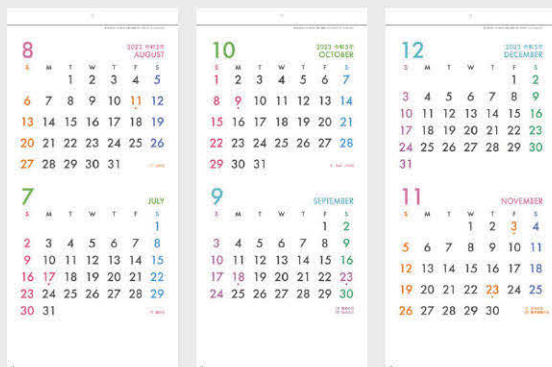 8
2023 令和5年
AUGUST
S M T W T F S
1 2 3 4 5
6 7 8 9 10 11 12
13 14 15 16 17 18 19
20 21 22 23 24 25 26
27 28 29 30 31
7
JULY
S M T W T F S
1
2 3 4 5 6 7 8
9 10 11 12 13 14 15
16 17 18 19 20 21 22
23 24 25 26 27 28 29
30 31
10
2023 令和5年
OCTOBER
S M T W T F S
1 2 3 4 5 6 7
8 9 10 11 12 13 14
15 16 17 18 19 20 21
22 23 24 25 26 27 28
29 30 31
9
SEPTEMBER
S M T W T F S
1 2
3 4 5 6 7 8 9
10 11 12 13 14 15 16
17 18 19 20 21 22 23
24 25 26 27 28 29 30
12
2023 令和5年
DECEMBER
S M T W T F S
1 2
3 4 5 6 7 8 9
10 11 12 13 14 15 16
17 18 19 20 21 22 23
24 25 26 27 28 29 30
31
11
NOVEMBER
S M T W T F S
1 2 3 4
5 6 7 8 9 10 11
12 13 14 15 16 17 18
19 20 21 22 23 24 25
26 27 28 29 30